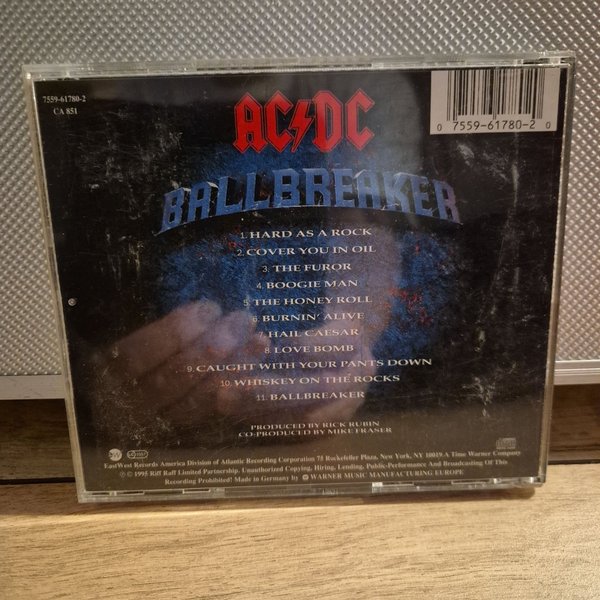 7559-61780-2
CA 851
0 7559-61780-2 0
AC DC
BALLBREAKER
1. HARD AS A ROCK
2. COVER YOU IN OIL
3. THE FUROR
4. BOOGIE MAN
5. THE HONEY ROLL
6. BURNIN' ALIVE
7. HAIL CAESAR
8. LOVE BOMB
9. CAUGHT WITH YOUR PANTS DOWN
10. WHISKEY ON THE ROCKS
11. BALLBREAKER
PRODUCED BY RICK RUBIN
CO-PRODUCED BY MIKE FRASER
EastWest Records America Division of Atlantic Recording Corporation 75 Rockefeller Plaza, New York, NY 10019. A Time Warner Company
℗ © 1995 Riff Raff Limited Partnership. Unauthorized Copying, Hiring, Lending, Public-Performance And Broadcasting Of This
Recording Prohibited! Made in Germany by WARNER MUSIC MANUFACTURING EUROPE